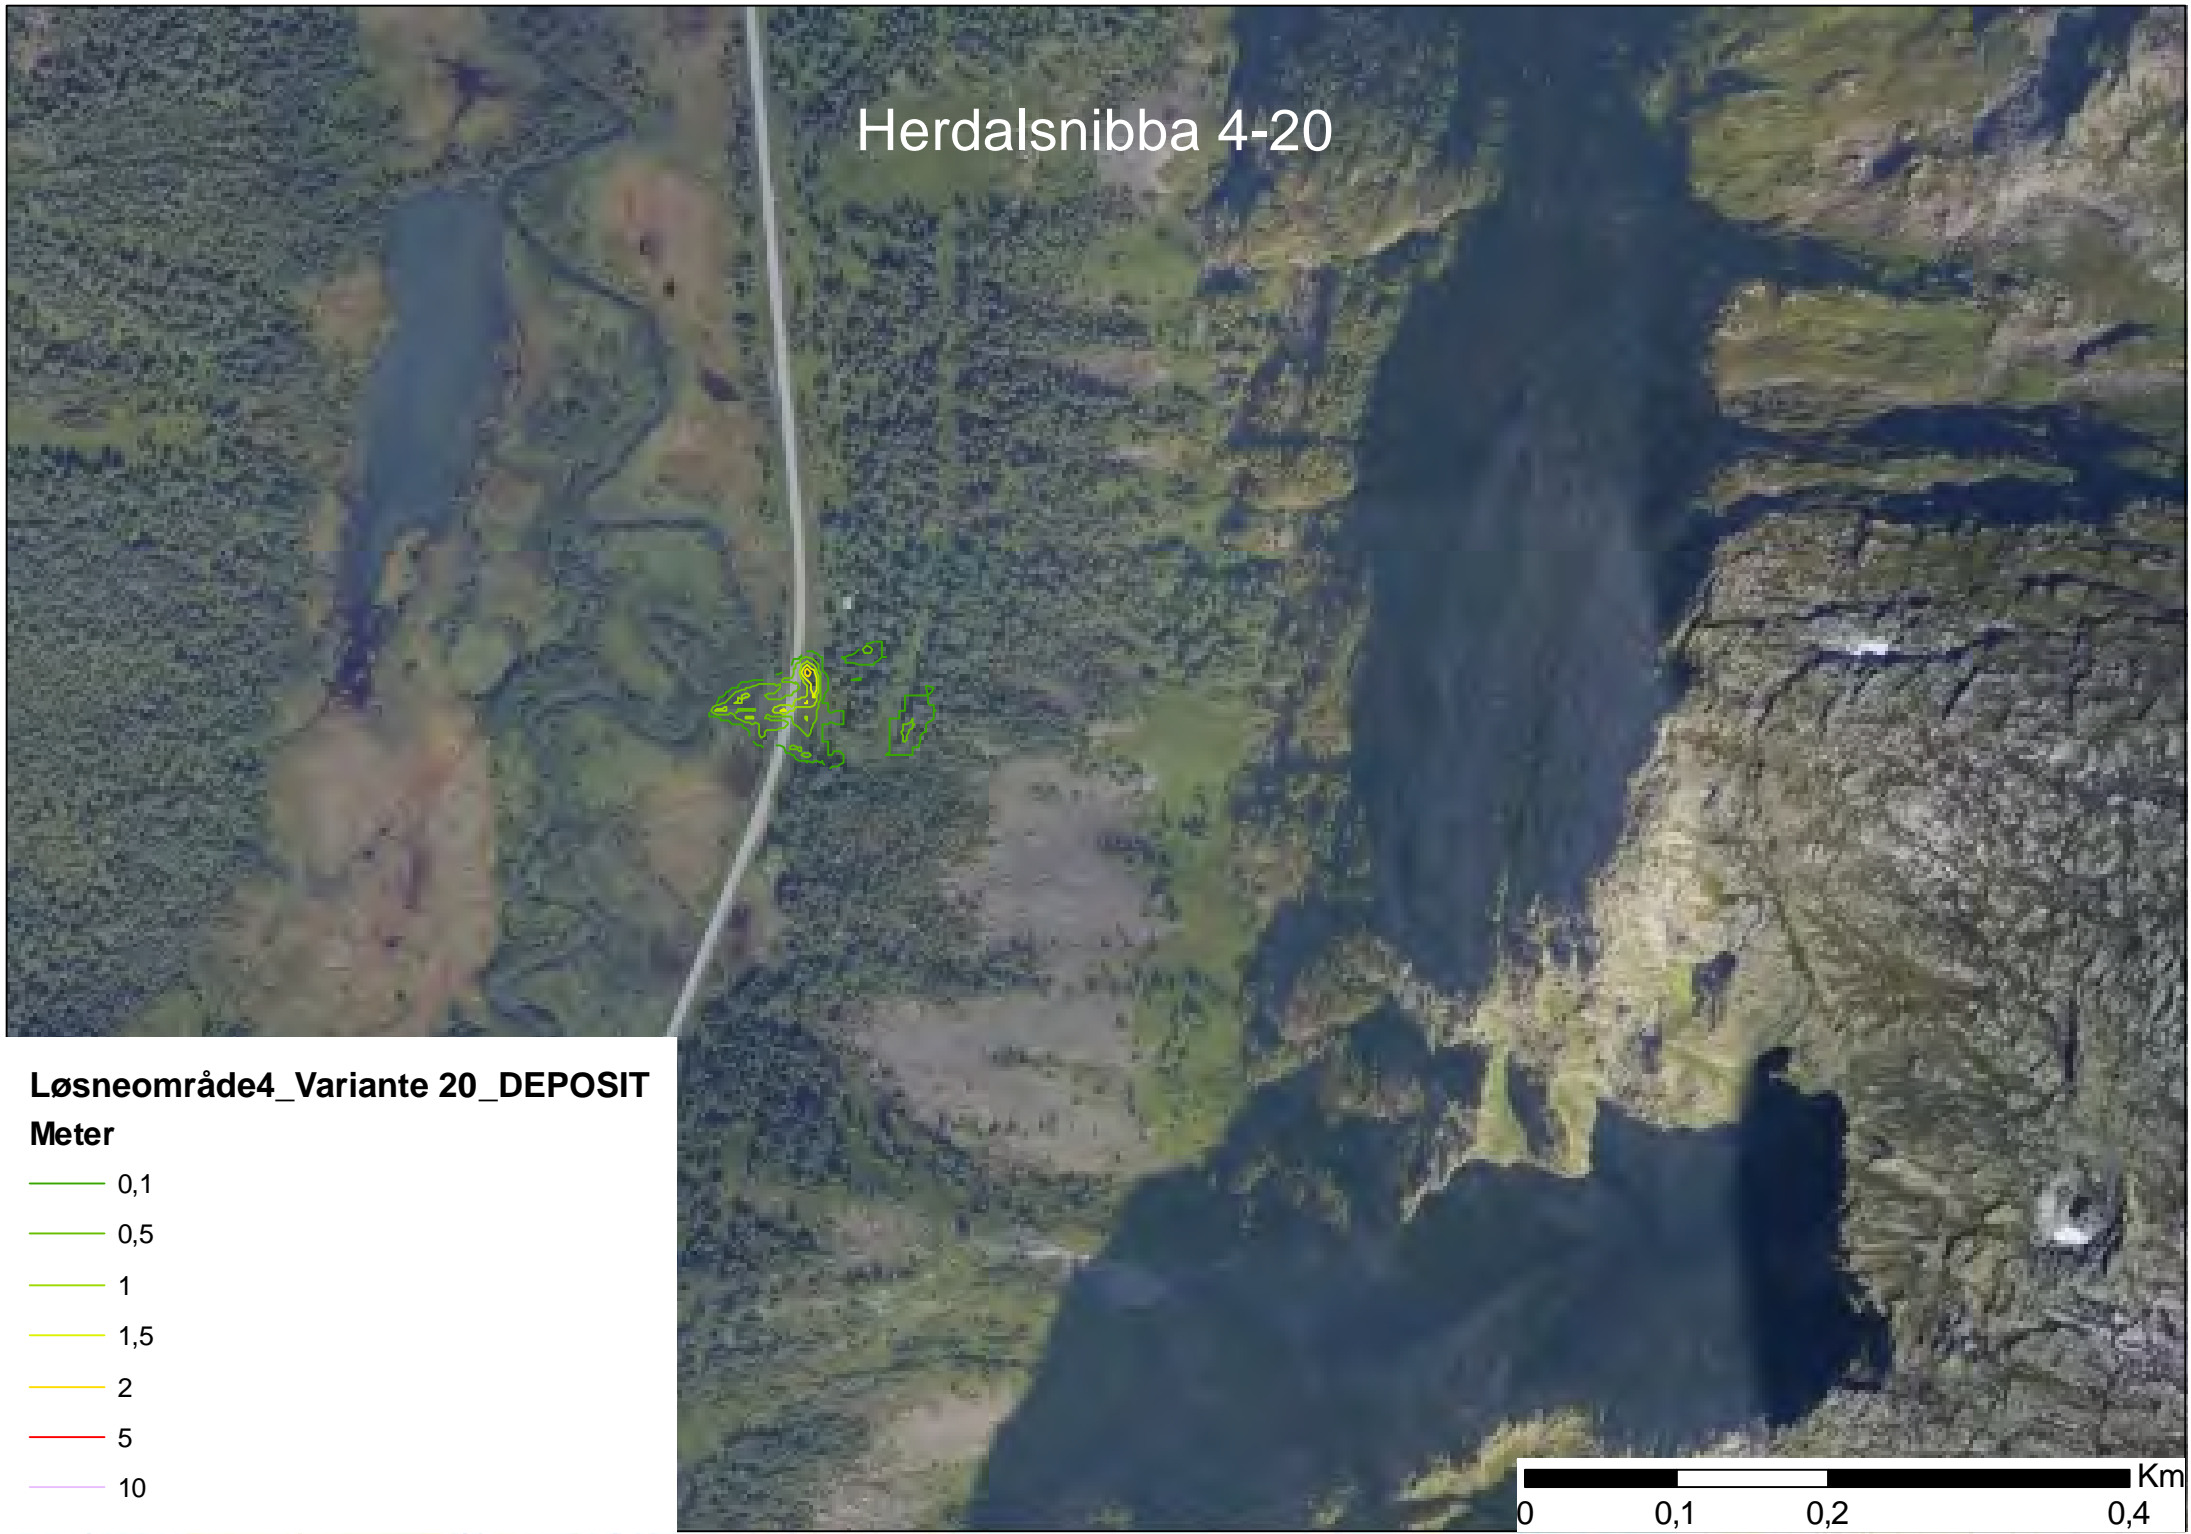 Herdalsnibba 4-20
Løsneområde4_Variante 20_DEPOSIT
Meter
0,1
0,5
1
1,5
2
5
10
Km
0 0,1 0,2 0,4